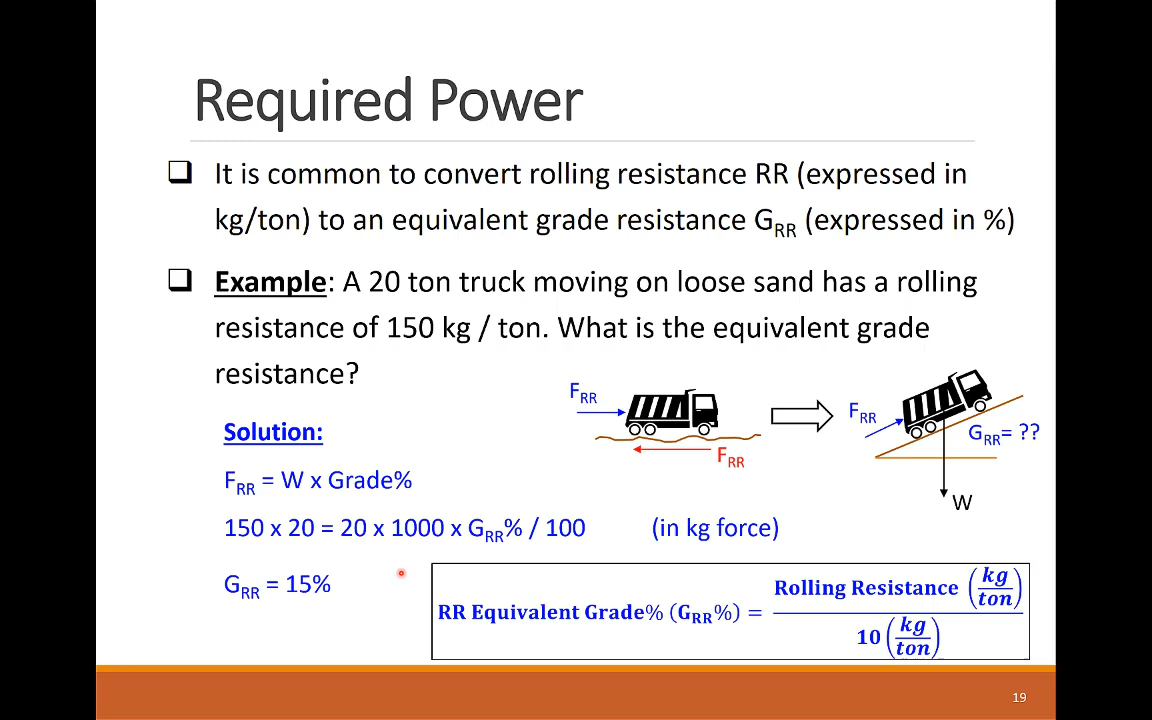 Required Power
❑ It is common to convert rolling resistance RR (expressed in
kg/ton) to an equivalent grade resistance G_RR (expressed in %)
❑ Example: A 20 ton truck moving on loose sand has a rolling
resistance of 150 kg / ton. What is the equivalent grade
resistance?
F_RR
F_RR
F_RR
G_RR= ??
W
Solution:
F_RR = W x Grade%
150 x 20 = 20 x 1000 x G_RR% / 100 (in kg force)
G_RR = 15%
RR Equivalent Grade% (G_RR%) = Rolling Resistance (kg/ton) / 10 (kg/ton)
19